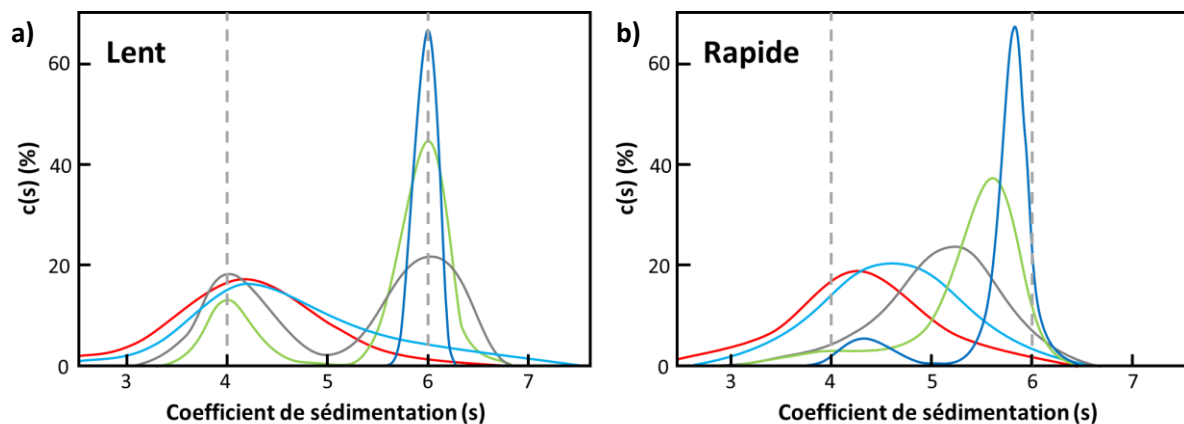 a)
Lent
c(s) (%)
60
40
20
0
3 4 5 6 7
Coefficient de sédimentation (s)
b)
Rapide
c(s) (%)
60
40
20
0
3 4 5 6 7
Coefficient de sédimentation (s)